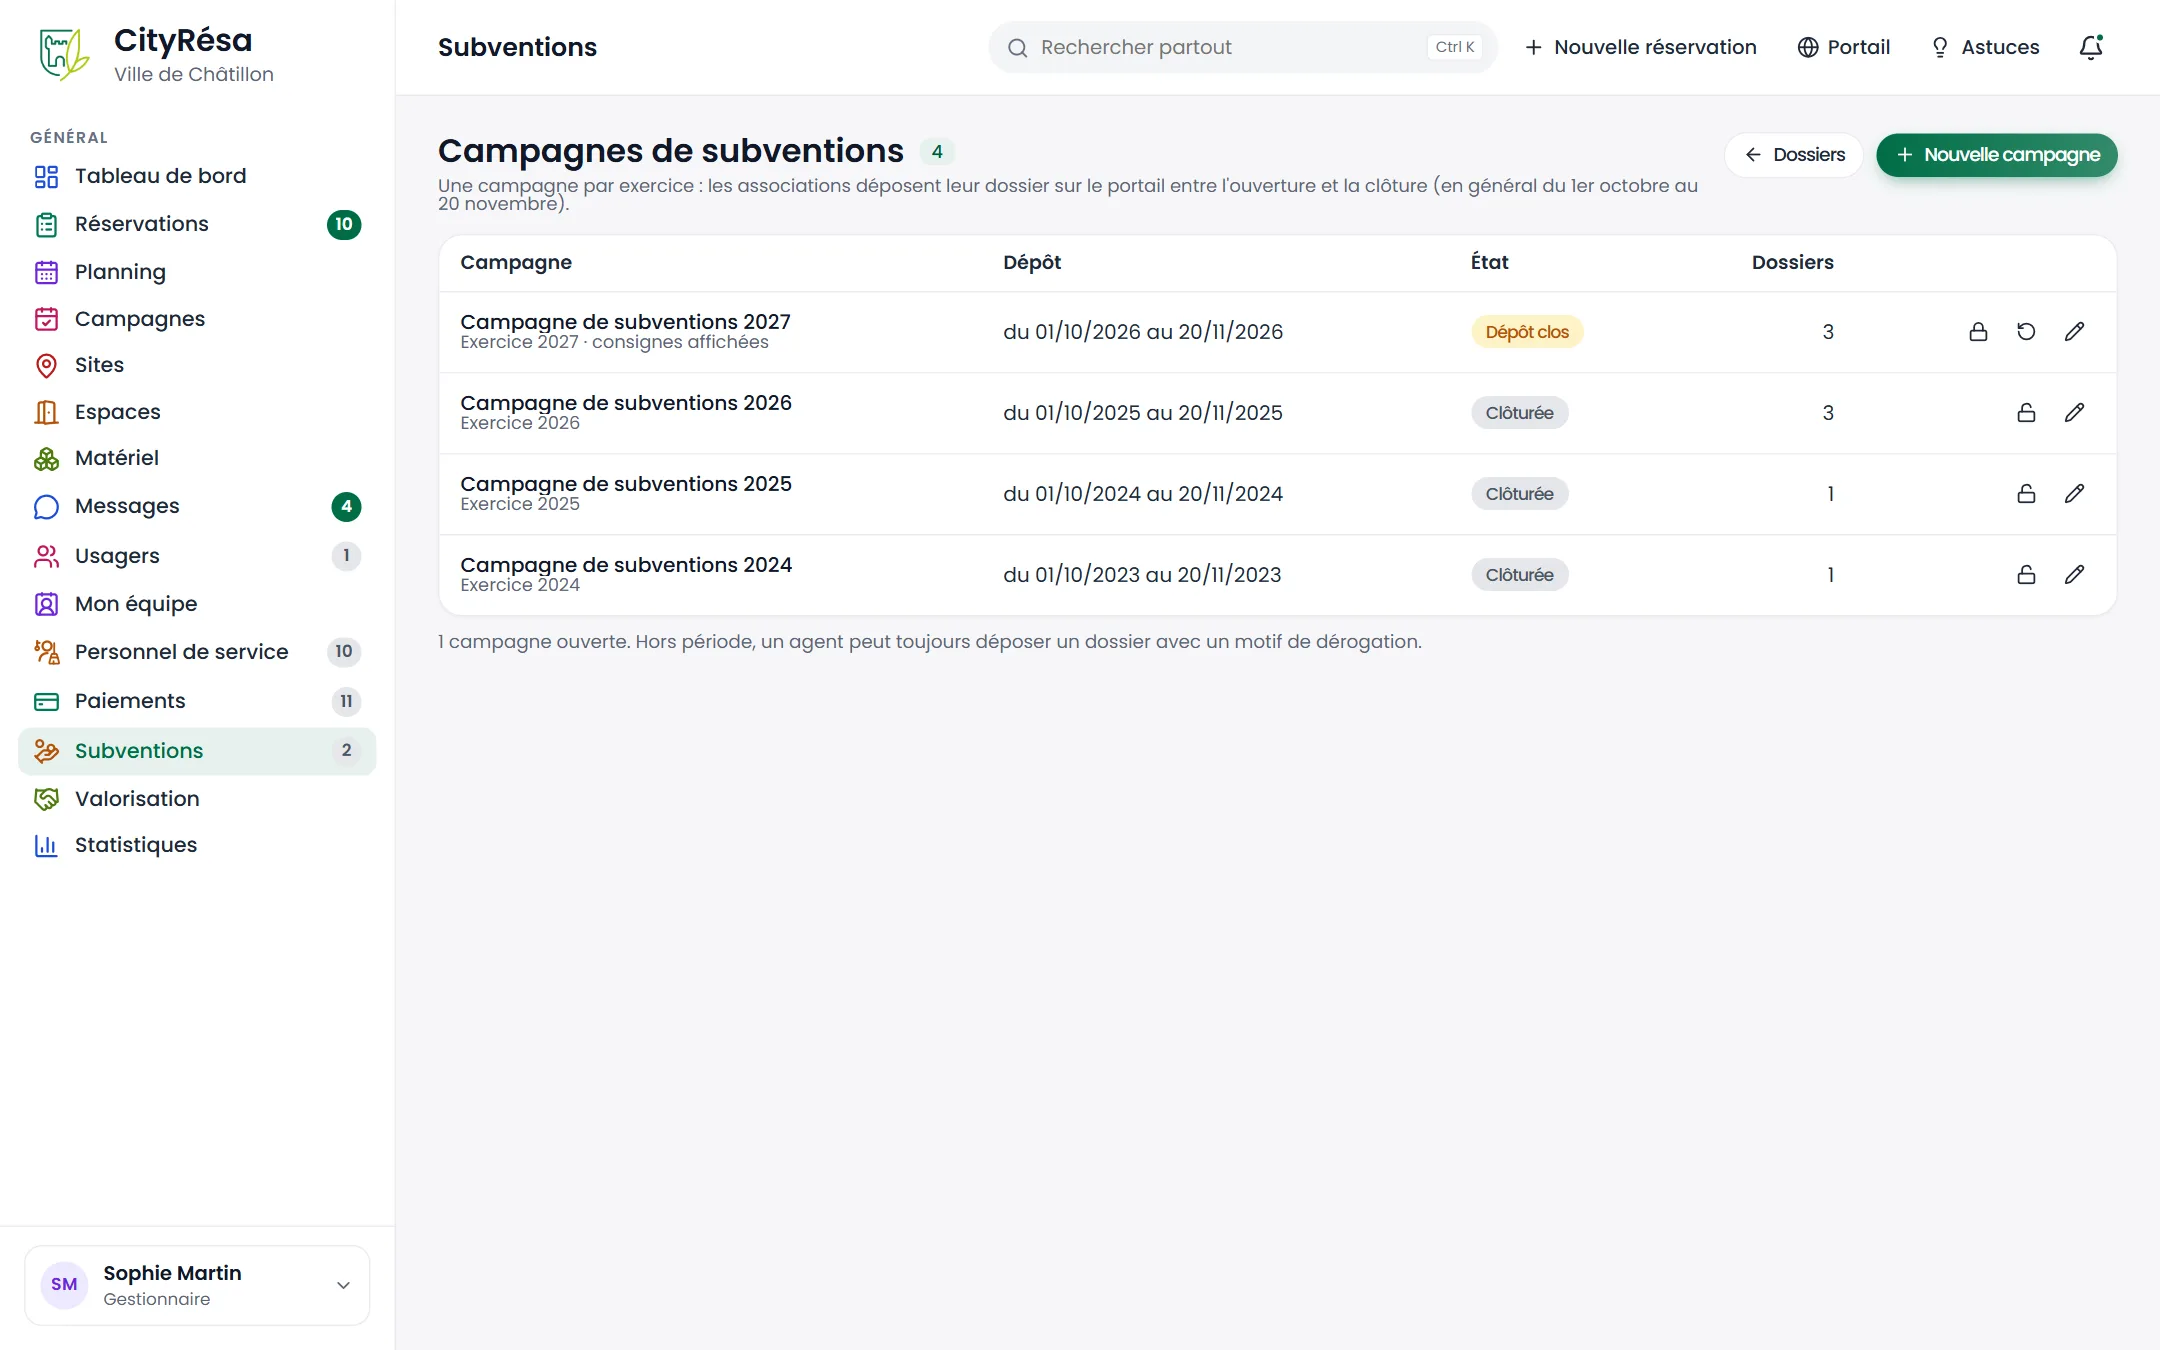 CityRésa
Ville de Châtillon
GÉNÉRAL
Tableau de bord
Réservations 10
Planning
Campagnes
Sites
Espaces
Matériel
Messages 4
Usagers 1
Mon équipe
Personnel de service 10
Paiements 11
Subventions 2
Valorisation
Statistiques
SM
Sophie Martin
Gestionnaire
Subventions
Rechercher partout Ctrl K
Nouvelle réservation
Portail
Astuces
Campagnes de subventions 4
Une campagne par exercice : les associations déposent leur dossier sur le portail entre l'ouverture et la clôture (en général du 1er octobre au
20 novembre).
Dossiers
Nouvelle campagne
Campagne Dépôt État Dossiers
Campagne de subventions 2027
Exercice 2027 · consignes affichées
du 01/10/2026 au 20/11/2026 Dépôt clos 3
Campagne de subventions 2026
Exercice 2026
du 01/10/2025 au 20/11/2025 Clôturée 3
Campagne de subventions 2025
Exercice 2025
du 01/10/2024 au 20/11/2024 Clôturée 1
Campagne de subventions 2024
Exercice 2024
du 01/10/2023 au 20/11/2023 Clôturée 1
1 campagne ouverte. Hors période, un agent peut toujours déposer un dossier avec un motif de dérogation.